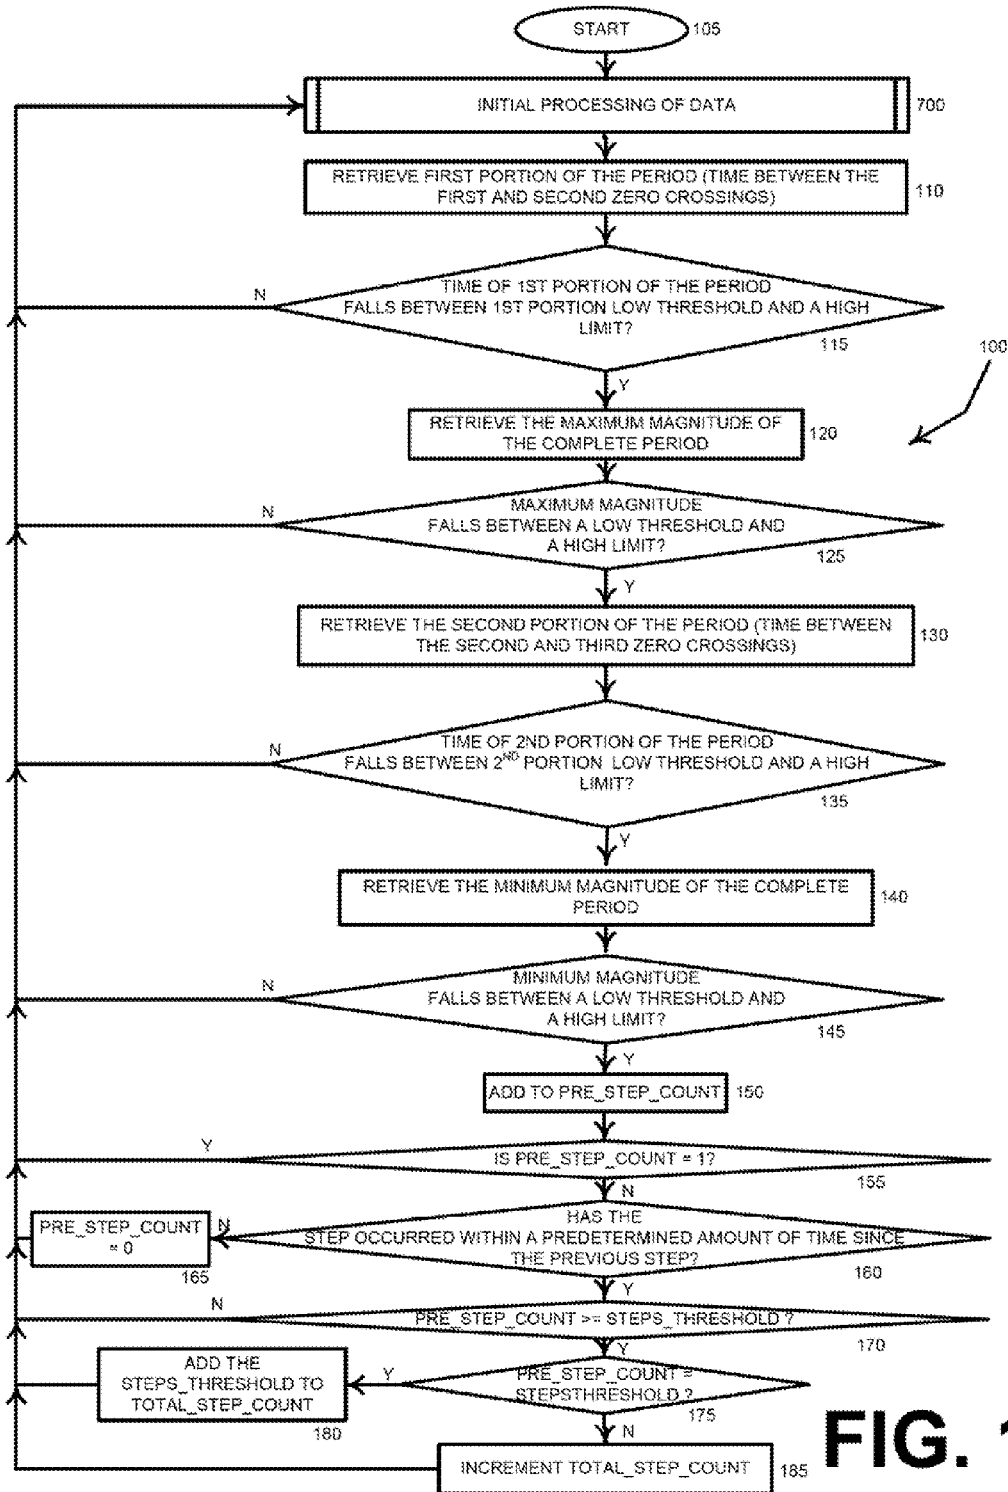 START
105
INITIAL PROCESSING OF DATA
700
RETRIEVE FIRST PORTION OF THE PERIOD (TIME BETWEEN THE
FIRST AND SECOND ZERO CROSSINGS)
110
TIME OF 1ST PORTION OF THE PERIOD
FALLS BETWEEN 1ST PORTION LOW THRESHOLD AND A HIGH
LIMIT?
N
115
100
Y
RETRIEVE THE MAXIMUM MAGNITUDE OF
THE COMPLETE PERIOD
120
MAXIMUM MAGNITUDE
FALLS BETWEEN A LOW THRESHOLD AND
A HIGH LIMIT?
N
125
Y
RETRIEVE THE SECOND PORTION OF THE PERIOD (TIME BETWEEN
THE SECOND AND THIRD ZERO CROSSINGS)
130
TIME OF 2ND PORTION OF THE PERIOD
FALLS BETWEEN 2ND PORTION LOW THRESHOLD AND A HIGH
LIMIT?
N
135
Y
RETRIEVE THE MINIMUM MAGNITUDE OF THE COMPLETE
PERIOD
140
MINIMUM MAGNITUDE
FALLS BETWEEN A LOW THRESHOLD AND
A HIGH LIMIT?
N
145
Y
ADD TO PRE_STEP_COUNT
150
Y
IS PRE_STEP_COUNT = 1?
155
N
HAS THE
STEP OCCURRED WITHIN A PREDETERMINED AMOUNT OF TIME SINCE
THE PREVIOUS STEP?
160
N
PRE_STEP_COUNT
= 0
165
Y
N
PRE_STEP_COUNT >= STEPS_THRESHOLD ?
170
Y
PRE_STEP_COUNT =
STEPSTHRESHOLD ?
175
Y
ADD THE
STEPS_THRESHOLD TO
TOTAL_STEP_COUNT
180
N
INCREMENT TOTAL_STEP_COUNT
185
FIG. 1